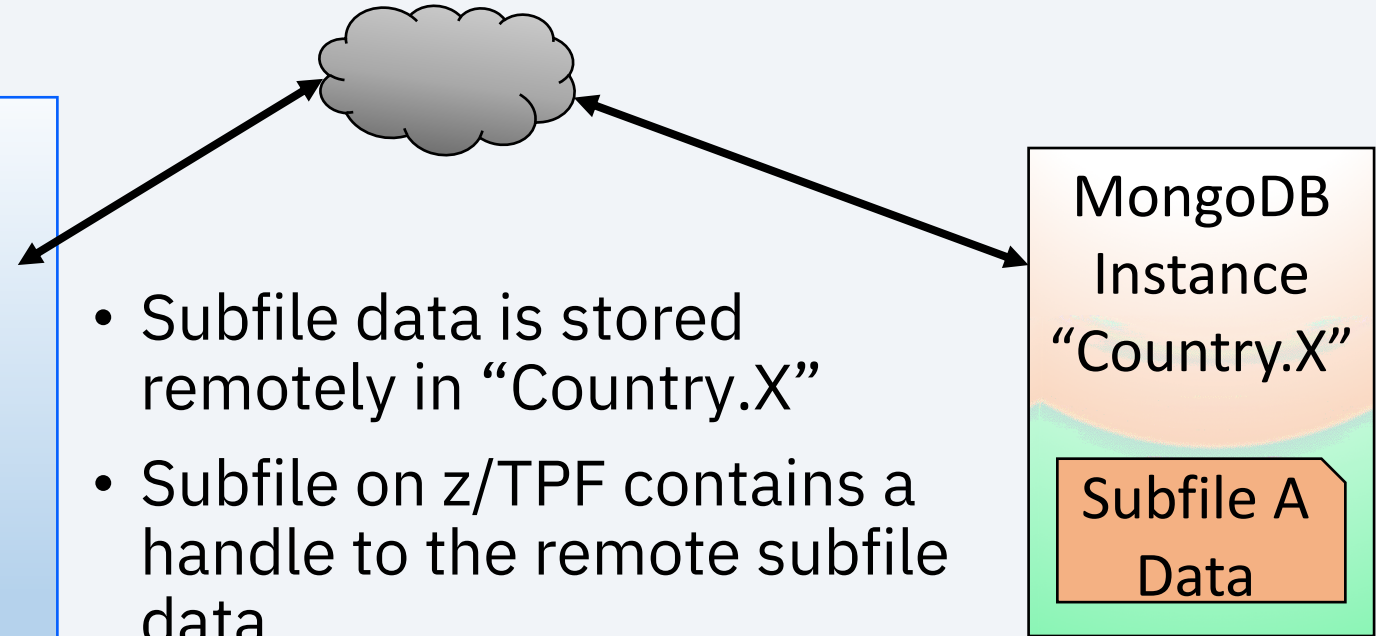 MongoDB
Instance
“Country.X”
• Subfile data is stored
remotely in “Country.X”
• Subfile on z/TPF contains a
handle to the remote subfile
data
Subfile A
Data